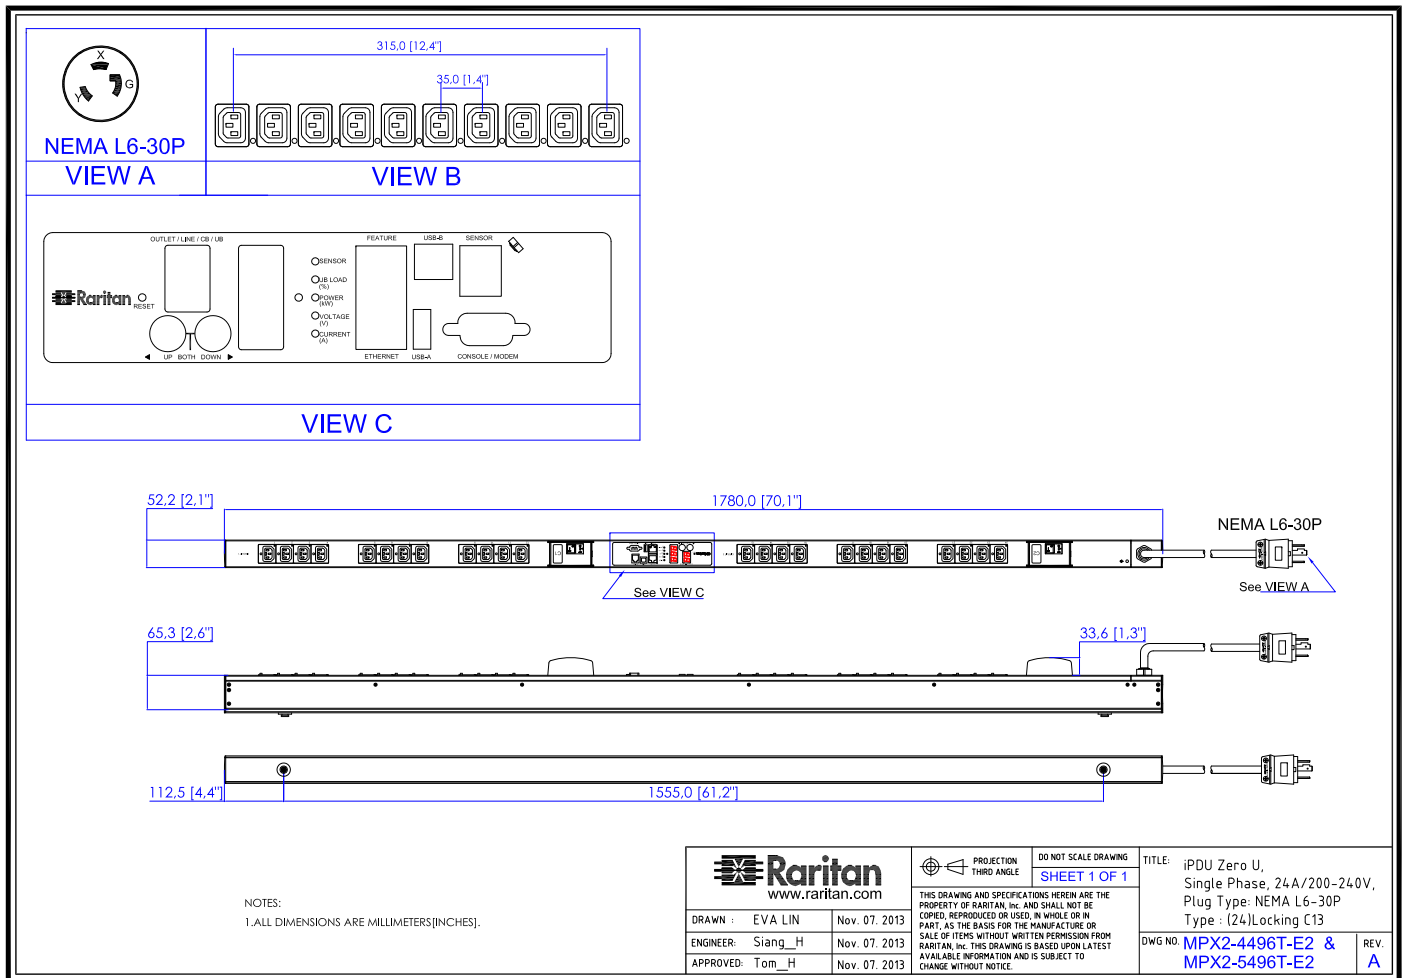 X
G
Y
NEMA L6-30P
VIEW A
315,0 [12,4"]
35,0 [1,4"]
VIEW B
OUTLET / LINE / CB / UB
FEATURE
USB-B
SENSOR
Raritan
RESET
SENSOR
UB LOAD
(%)
POWER
(kW)
VOLTAGE
(V)
CURRENT
(A)
UP BOTH DOWN
ETHERNET
USB-A
CONSOLE / MODEM
VIEW C
52,2 [2,1"]
1780,0 [70,1"]
NEMA L6-30P
See VIEW C
See VIEW A
65,3 [2,6"]
33,6 [1,3"]
112,5 [4,4"]
1555,0 [61,2"]
NOTES:
1.ALL DIMENSIONS ARE MILLIMETERS[INCHES].
Raritan
www.raritan.com
DRAWN : EVA LIN Nov. 07. 2013
ENGINEER: Siang_H Nov. 07. 2013
APPROVED: Tom_H Nov. 07. 2013
PROJECTION
THIRD ANGLE
DO NOT SCALE DRAWING
SHEET 1 OF 1
THIS DRAWING AND SPECIFICATIONS HEREIN ARE THE
PROPERTY OF RARITAN, Inc. AND SHALL NOT BE
COPIED, REPRODUCED OR USED, IN WHOLE OR IN
PART, AS THE BASIS FOR THE MANUFACTURE OR
SALE OF ITEMS WITHOUT WRITTEN PERMISSION FROM
RARITAN, Inc. THIS DRAWING IS BASED UPON LATEST
AVAILABLE INFORMATION AND IS SUBJECT TO
CHANGE WITHOUT NOTICE.
TITLE: iPDU Zero U,
Single Phase, 24A/200-240V,
Plug Type: NEMA L6-30P
Type : (24)Locking C13
DWG NO. MPX2-4496T-E2 &
MPX2-5496T-E2
REV.
A